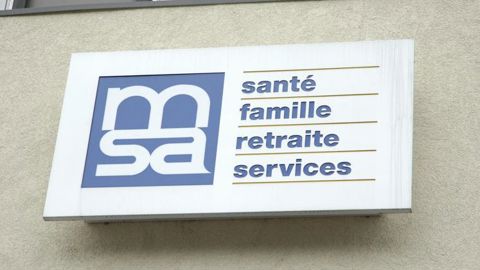 msa
santé
famille
retraite
services